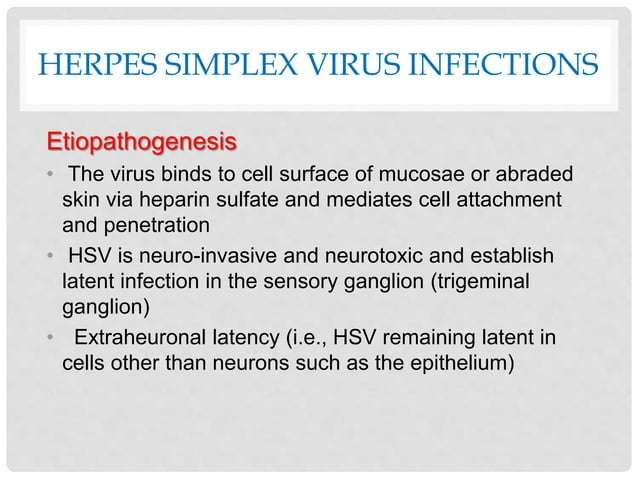 HERPES SIMPLEX VIRUS INFECTIONS
Etiopathogenesis
• The virus binds to cell surface of mucosae or abraded
skin via heparin sulfate and mediates cell attachment
and penetration
• HSV is neuro-invasive and neurotoxic and establish
latent infection in the sensory ganglion (trigeminal
ganglion)
• Extraheuronal latency (i.e., HSV remaining latent in
cells other than neurons such as the epithelium)